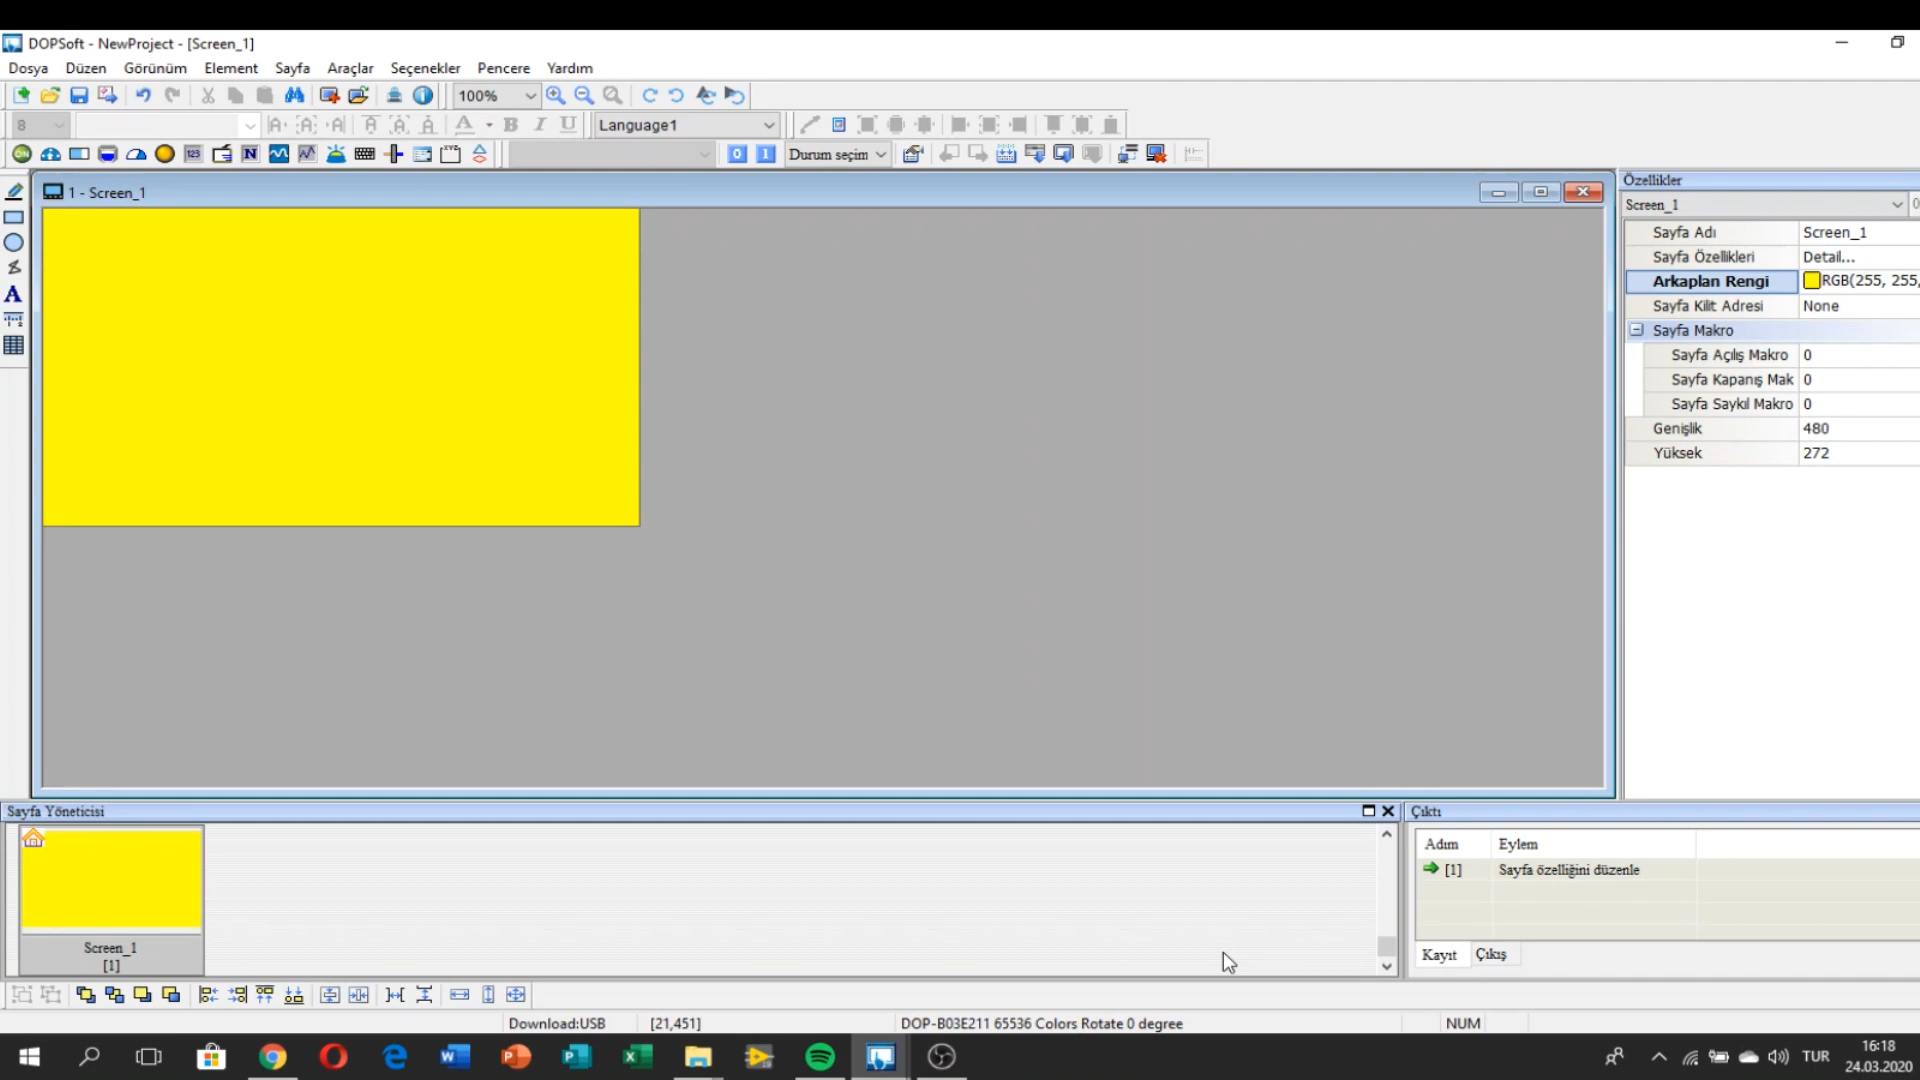 DOPSoft - NewProject - [Screen_1]
Dosya Düzen Görünüm Element Sayfa Araçlar Seçenekler Pencere Yardım
100%
8 Language1
Durum seçim
1 - Screen_1
Özellikler
Screen_1
Sayfa Adı Screen_1
Sayfa Özellikleri Detail...
Arkaplan Rengi RGB(255, 255,
Sayfa Kilit Adresi None
Sayfa Makro
Sayfa Açılış Makro 0
Sayfa Kapanış Mak 0
Sayfa Saykıl Makro 0
Genişlik 480
Yüksek 272
Sayfa Yöneticisi
Screen_1
[1]
Çıktı
Adım Eylem
[1] Sayfa özelliğini düzenle
Kayıt Çıkış
Download:USB [21,451] DOP-B03E211 65536 Colors Rotate 0 degree NUM
TUR
16:18
24.03.2020